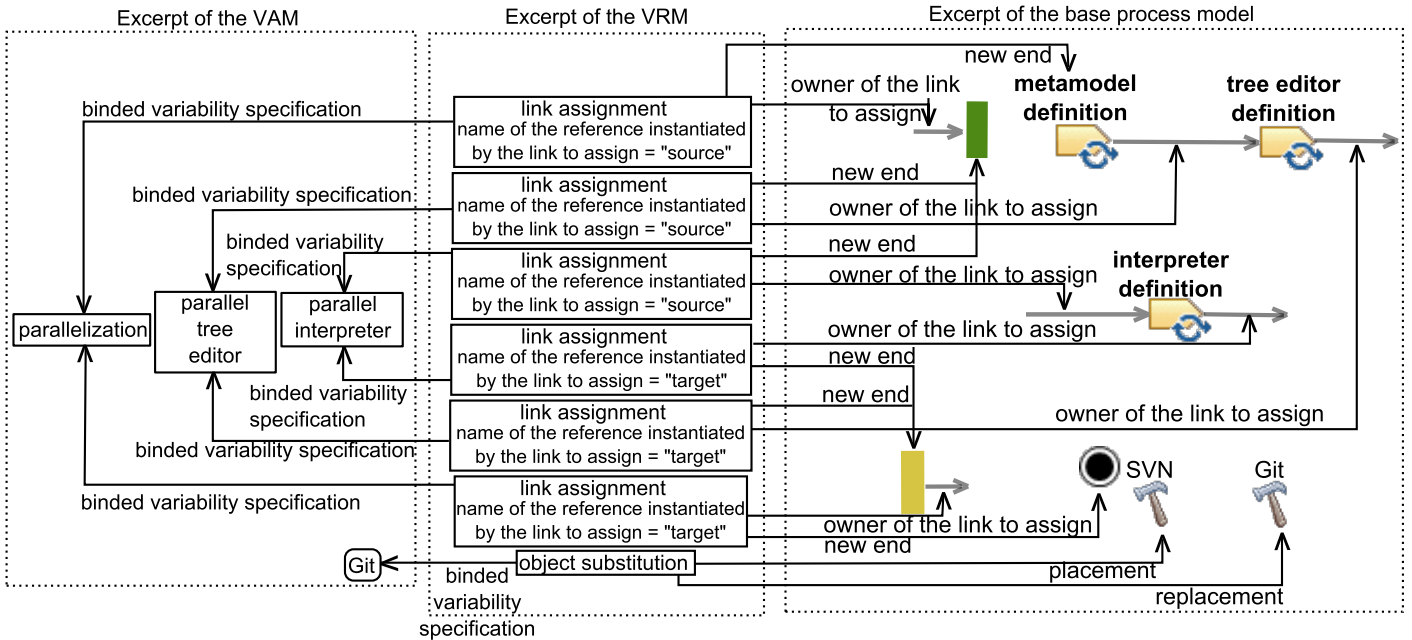 Excerpt of the VAM
Excerpt of the VRM
Excerpt of the base process model
binded variability specification
binded variability specification
binded variability
specification
parallelization
parallel
tree
editor
parallel
interpreter
binded variability
specification
binded variability specification
binded variability specification
Git
link assignment
name of the reference instantiated
by the link to assign = "source"
link assignment
name of the reference instantiated
by the link to assign = "source"
link assignment
name of the reference instantiated
by the link to assign = "source"
link assignment
name of the reference instantiated
by the link to assign = "target"
link assignment
name of the reference instantiated
by the link to assign = "target"
link assignment
name of the reference instantiated
by the link to assign = "target"
object substitution
binded
variability
specification
new end
owner of the link
to assign
metamodel
definition
tree editor
definition
new end
owner of the link to assign
new end
owner of the link to assign
interpreter
definition
owner of the link to assign
new end
new end
owner of the link to assign
SVN
Git
owner of the link to assign
new end
placement
replacement